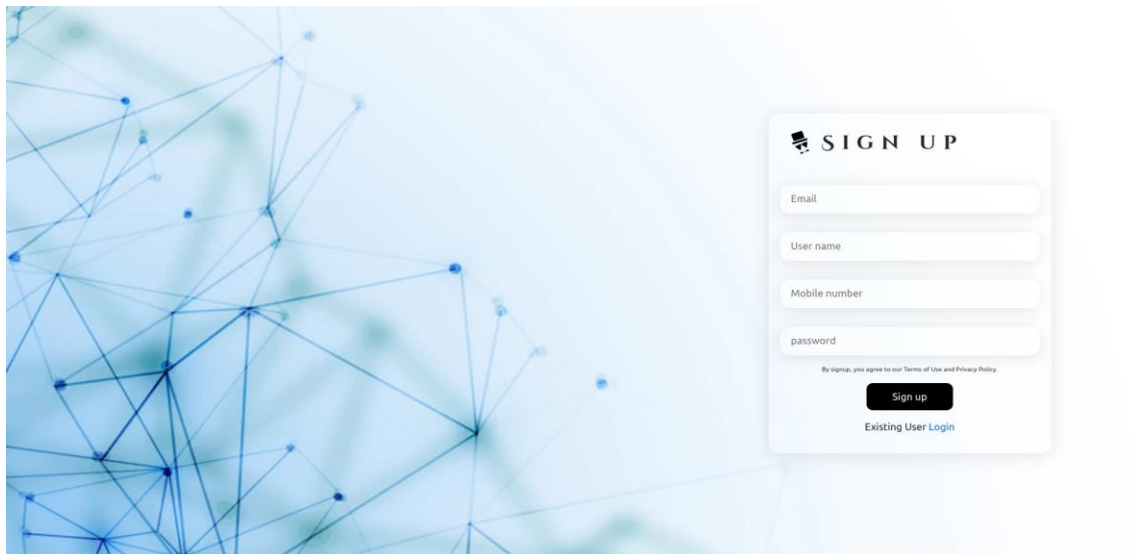 SIGN UP
Email
User name
Mobile number
password
By signup, you agree to our Terms of Use and Privacy Policy.
Sign up
Existing User Login